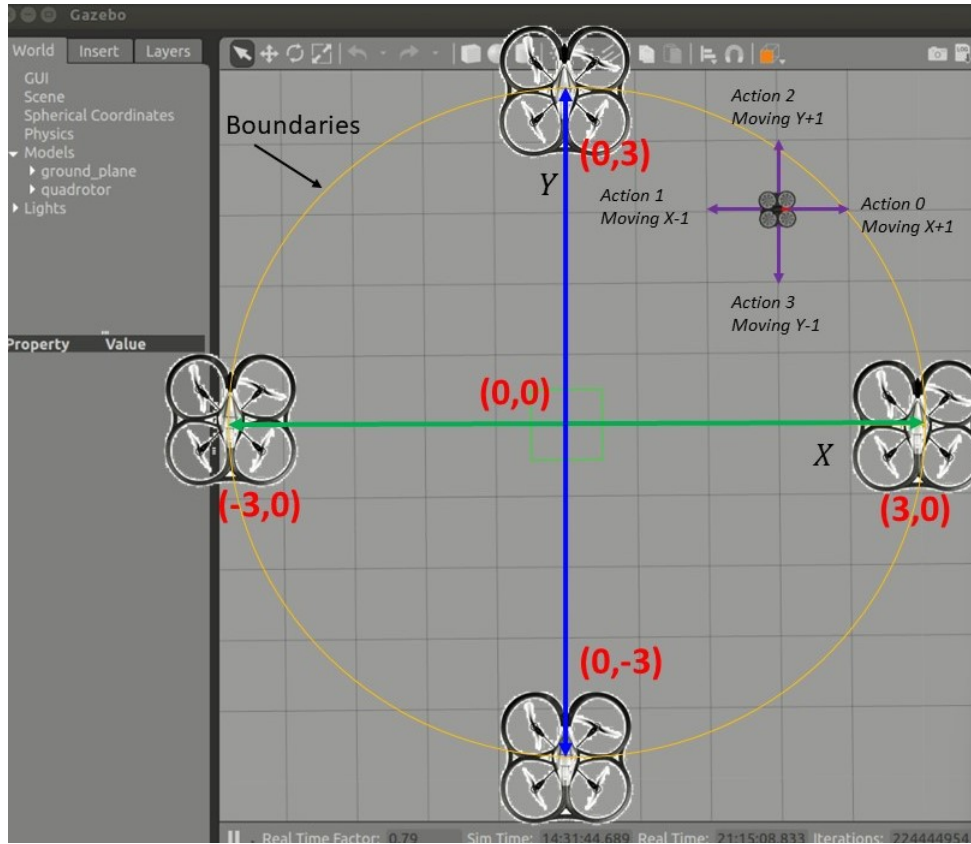 Gazebo
World Insert Layers
GUI
Scene
Spherical Coordinates
Physics
Models
ground_plane
quadrotor
Lights
Property Value
Boundaries
Action 2
Moving Y+1
(0,3)
Y
Action 1
Moving X-1
Action 0
Moving X+1
Action 3
Moving Y-1
(0,0)
X
(-3,0)
(3,0)
(0,-3)
Real Time Factor: 0.79 Sim Time: 14:31:44.689 Real Time: 21:15:08.833 Iterations: 224444954